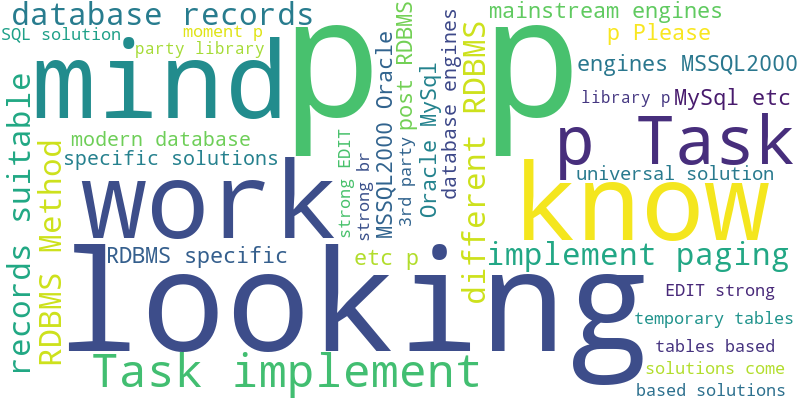 database records
SQL solution
moment p
party library
mind
p
p
mainstream engines
p Please
engines MSSQL2000
library p
MySql etc
p Task
universal solution
know
modern database
specific solutions
records suitable
RDBMS Method
work
strong EDIT
strong br
MSSQL2000 Oracle
3rd party
post RDBMS
Oracle MySql
database engines
different RDBMS
RDBMS specific
looking
etc p
implement paging
EDIT strong
temporary tables
tables based
solutions come
based solutions
Task implement